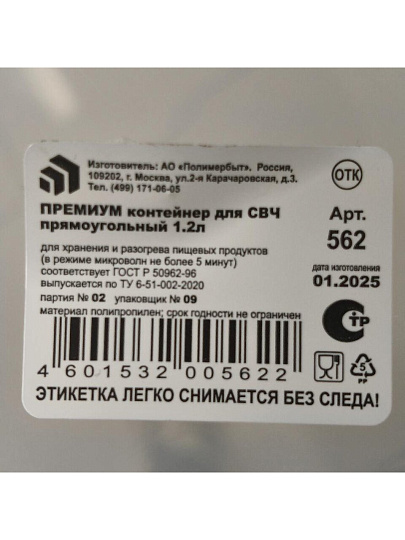 Изготовитель: АО «Полимербыт». Россия,
109202, г. Москва, ул.2-я Карачаровская, д.3.
Тел. (499) 171-06-05
ОТК
ПРЕМИУМ контейнер для СВЧ
прямоугольный 1.2л
Арт.
562
для хранения и разогрева пищевых продуктов
(в режиме микроволн не более 5 минут)
соответствует ГОСТ Р 50962-96
выпускается по ТУ 6-51-002-2020
дата изготовления
01.2025
партия № 02 упаковщик № 09
материал полипропилен; срок годности не ограничен
СТР
4 601532 005622
5
PP
ЭТИКЕТКА ЛЕГКО СНИМАЕТСЯ БЕЗ СЛЕДА!